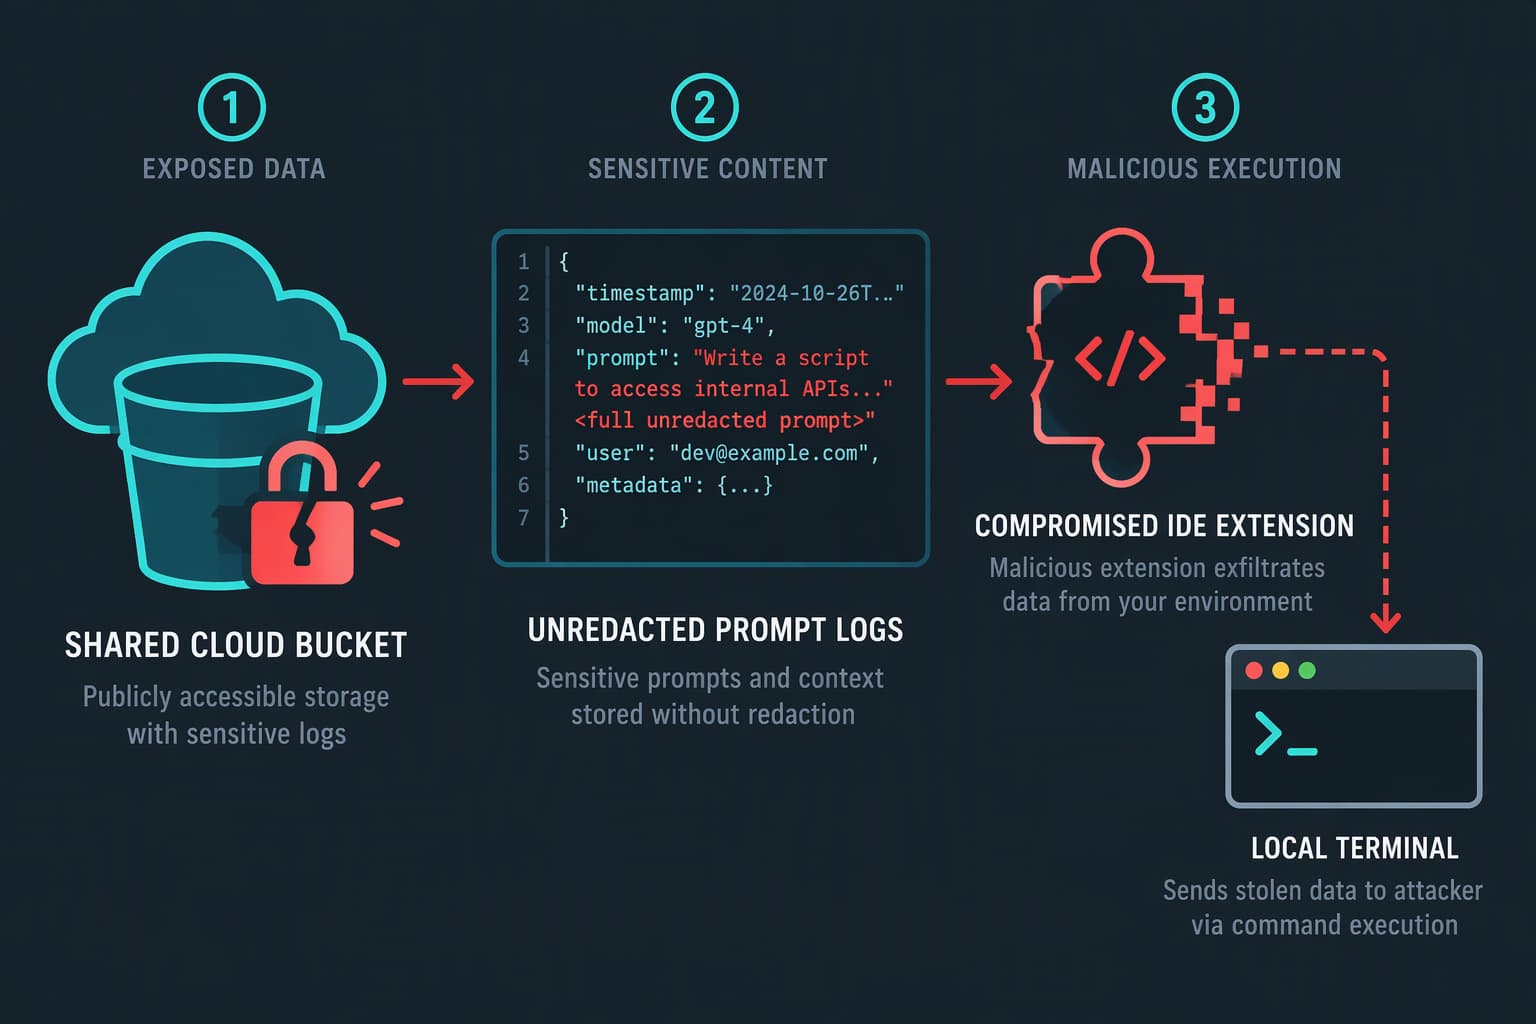 1
EXPOSED DATA
SHARED CLOUD BUCKET
Publicly accessible storage
with sensitive logs
2
SENSITIVE CONTENT
1 {
2 "timestamp": "2024-10-26T…"
3 "model": "gpt-4",
4 "prompt": "Write a script
to access internal APIs..."
<full unredacted prompt>"
5 "user": "dev@example.com",
6 "metadata": {...}
7 }
UNREDACTED PROMPT LOGS
Sensitive prompts and context
stored without redaction
3
MALICIOUS EXECUTION
</>
COMPROMISED IDE EXTENSION
Malicious extension exfiltrates
data from your environment
>_
LOCAL TERMINAL
Sends stolen data to attacker
via command execution